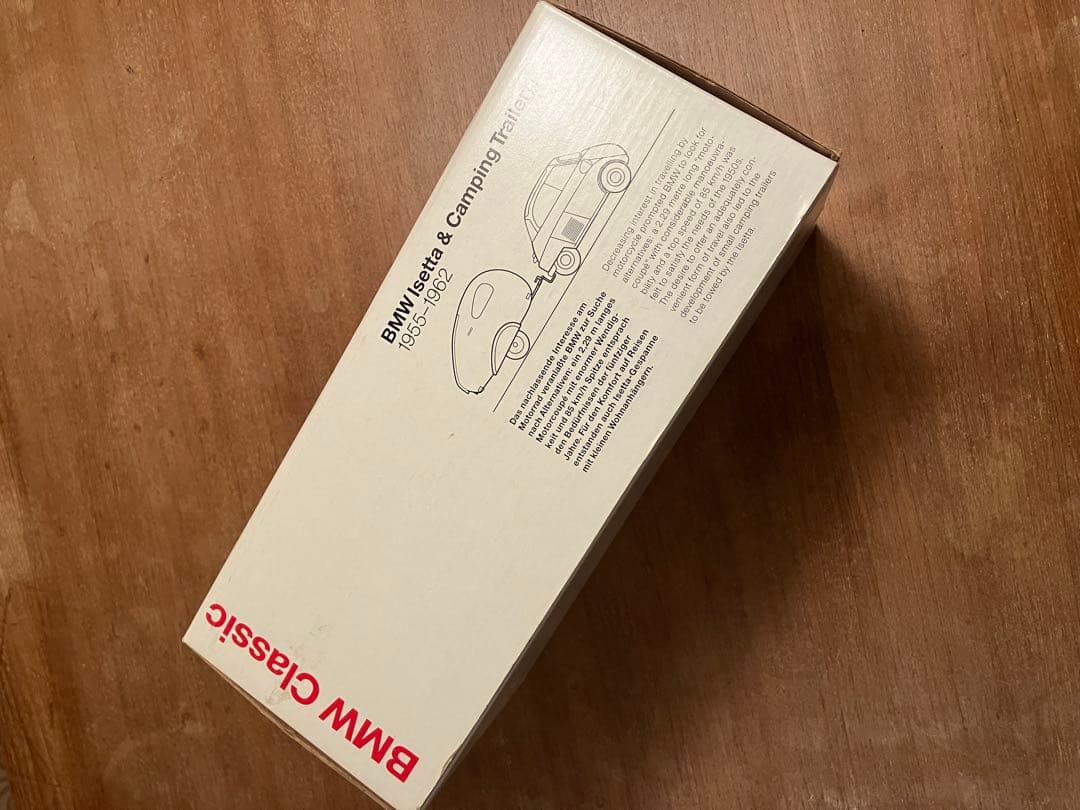 BMW Isetta & Camping Trailer
1955–1962
Das nachlassende Interesse am
Motorrad veranlaßte BMW zur Suche
nach Alternativen: ein 2,29 m langes
Motorcoupé mit enormer Wendig-
keit und 85 km/h Spitze entsprach
den Bedürfnissen der fünfziger
Jahre. Für den Komfort auf Reisen
entstanden auch Isetta-Gespanne
mit kleinen Wohnanhängern.
Decreasing interest in travelling by
motorcycle prompted BMW to look for
alternatives: a 2.29 metre long "moto-
coupé" with considerable manoeuvra-
bility and a top speed of 85 km/h was
felt to satisfy the needs of the 1950s.
The desire to offer an adequately con-
venient form of travel also led to the
development of small camping trailers
to be towed by the Isetta.
BMW Classic